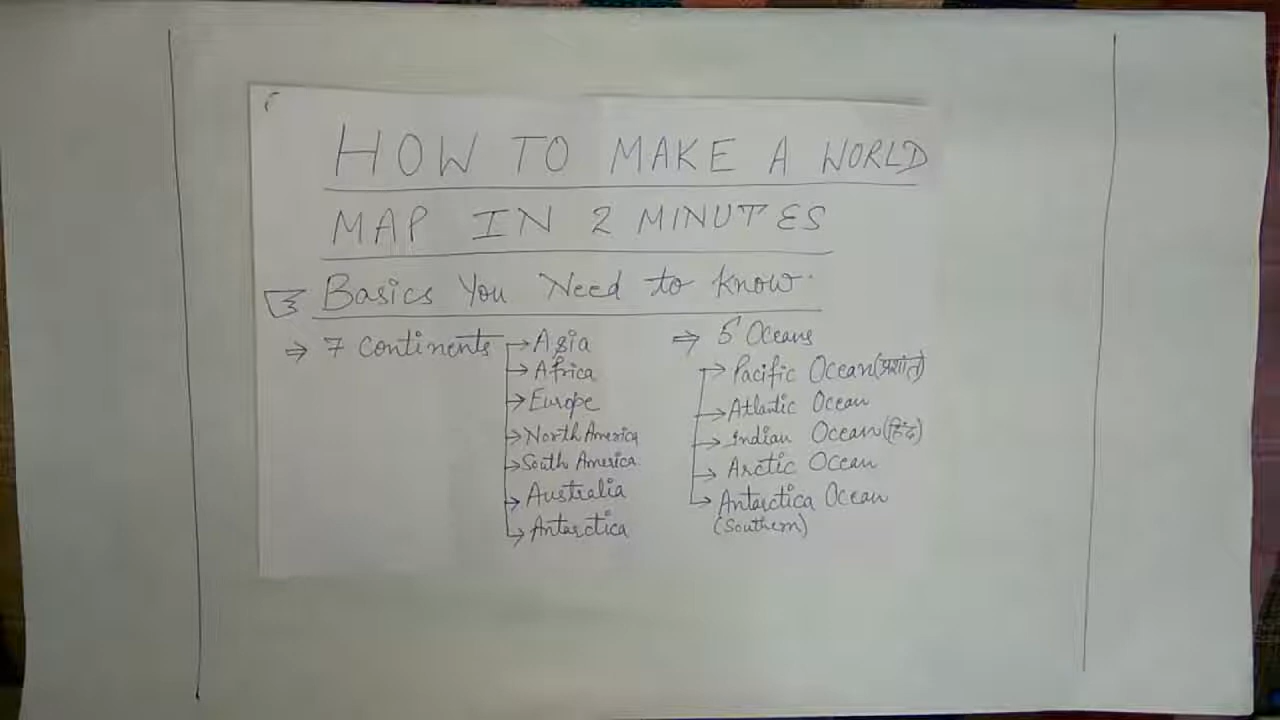 HOW TO MAKE A WORLD
MAP IN 2 MINUTES
Basics You Need to know.
⇒ 7 continents
→ Asia
→ Africa
→ Europe
→ North America
→ South America
→ Australia
→ Antarctica
⇒ 5 Oceans
→ Pacific Ocean (प्रशांत)
→ Atlantic Ocean
→ Indian Ocean (हिंद)
→ Arctic Ocean
→ Antarctica Ocean
(Southern)